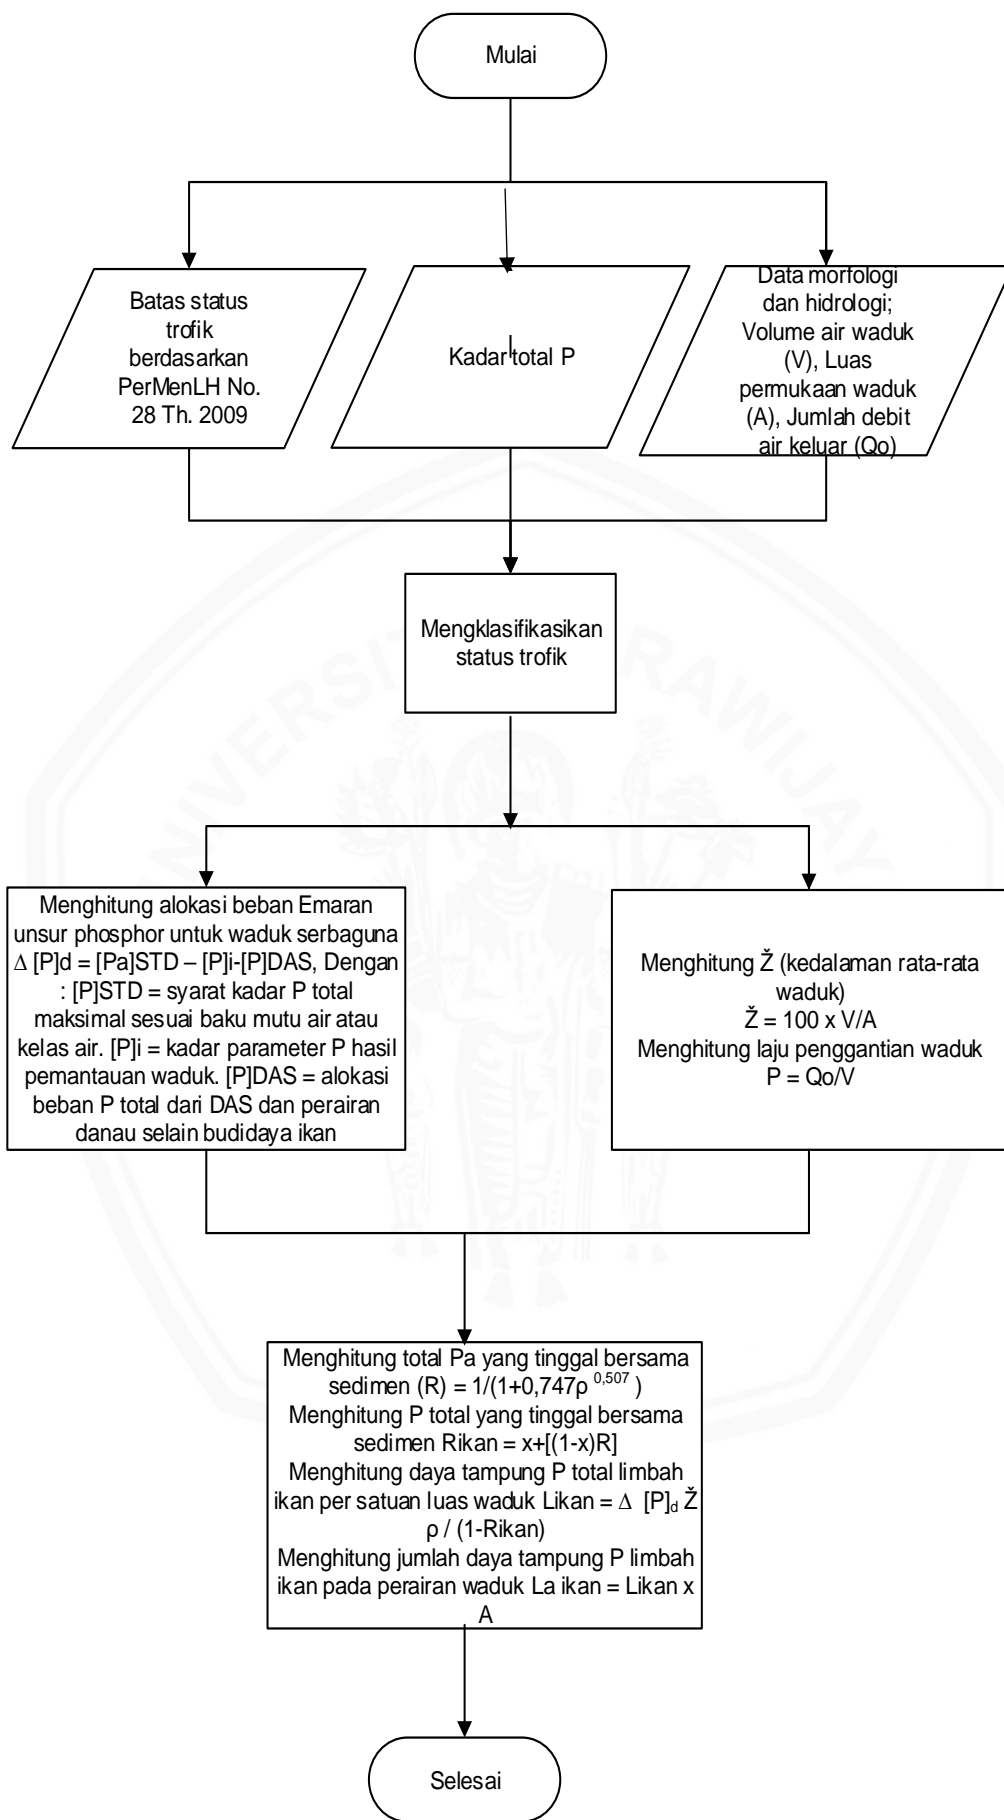 Mulai
Batas status
trofik
berdasarkan
PerMenLH No.
28 Th. 2009
Kadar total P
Data morfologi
dan hidrologi;
Volume air waduk
(V), Luas
permukaan waduk
(A), Jumlah debit
air keluar (Qo)
Mengklasifikasikan
status trofik
Menghitung alokasi beban Emaran
unsur phosphor untuk waduk serbaguna
Δ [P]d = [Pa]STD – [P]i-[P]DAS, Dengan
: [P]STD = syarat kadar P total
maksimal sesuai baku mutu air atau
kelas air. [P]i = kadar parameter P hasil
pemantauan waduk. [P]DAS = alokasi
beban P total dari DAS dan perairan
danau selain budidaya ikan
Menghitung Ž (kedalaman rata-rata
waduk)
Ž = 100 x V/A
Menghitung laju penggantian waduk
P = Qo/V
Menghitung total Pa yang tinggal bersama
sedimen (R) = 1/(1+0,747ρ 0,507 )
Menghitung P total yang tinggal bersama
sedimen Rikan = x+[(1-x)R]
Menghitung daya tampung P total limbah
ikan per satuan luas waduk Likan = Δ [P]d Ž
ρ / (1-Rikan)
Menghitung jumlah daya tampung P limbah
ikan pada perairan waduk La ikan = Likan x
A
Selesai